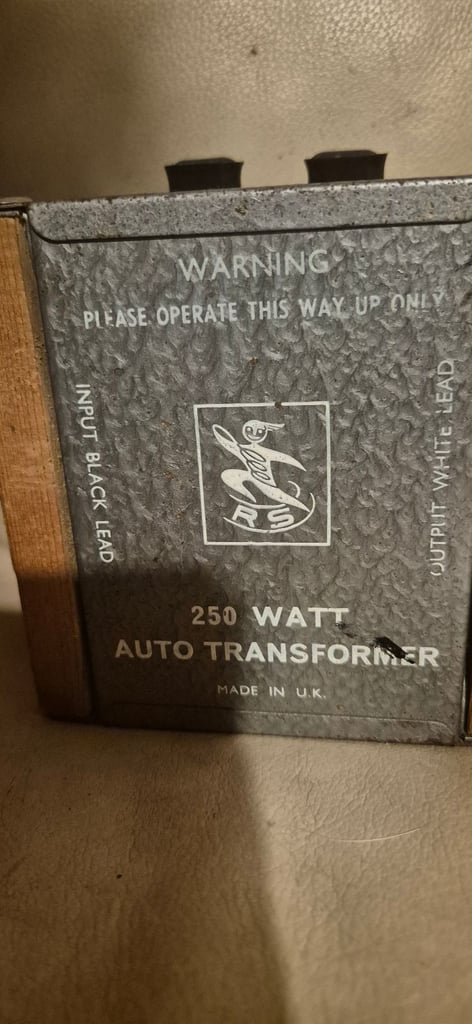 WARNING
PLEASE OPERATE THIS WAY UP ONLY
INPUT BLACK LEAD
OUTPUT WHITE LEAD
RS
250 WATT
AUTO TRANSFORMER
MADE IN U.K.